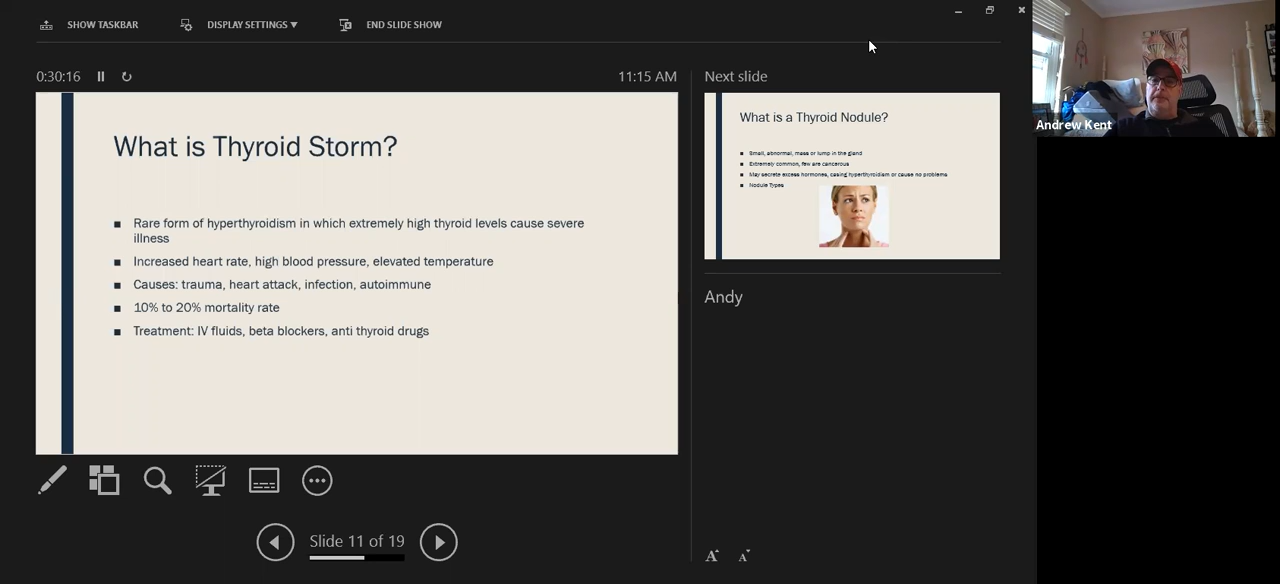 SHOW TASKBAR
DISPLAY SETTINGS
END SLIDE SHOW
0:30:16
11:15 AM
What is Thyroid Storm?
Rare form of hyperthyroidism in which extremely high thyroid levels cause severe
illness
Increased heart rate, high blood pressure, elevated temperature
Causes: trauma, heart attack, infection, autoimmune
10% to 20% mortality rate
Treatment: IV fluids, beta blockers, anti thyroid drugs
Slide 11 of 19
Next slide
What is a Thyroid Nodule?
Small, abnormal, mass or lump in the gland
Extremely common, few are cancerous
May secrete excess hormones, casing hyperthyroidism or cause no problems
Nodule Types
Andy
A A
Andrew Kent